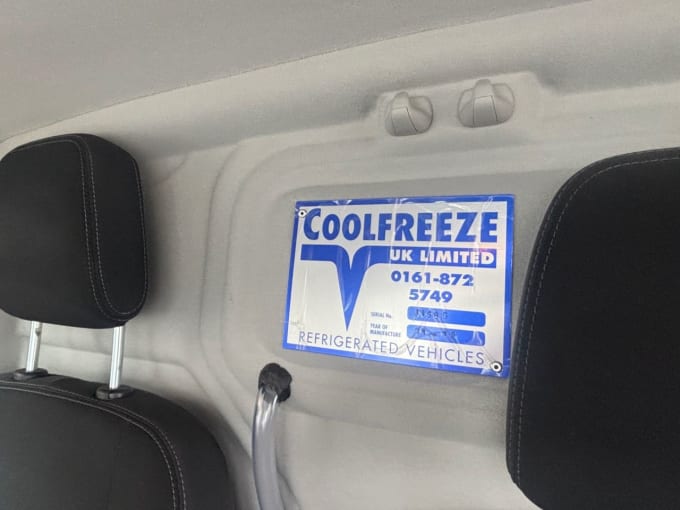 COOLFREEZE
UK LIMITED
0161-872
5749
SERIAL No.
YEAR OF
MANUFACTURE
REFRIGERATED VEHICLES